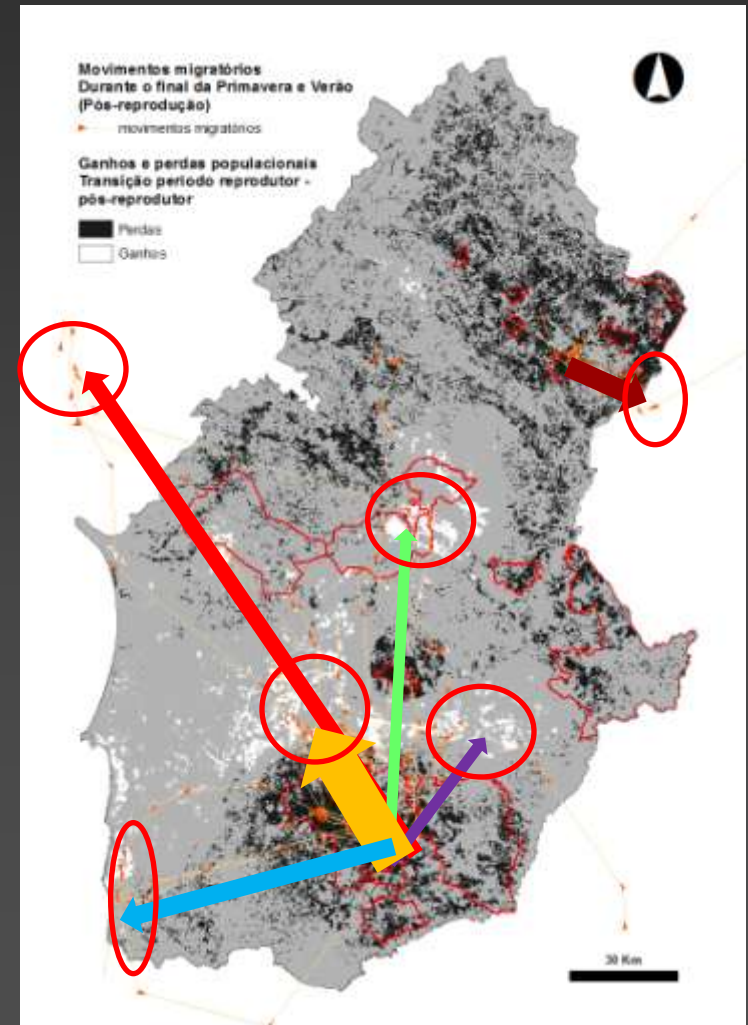 Movimentos migratórios
Durante o final da Primavera e Verão
(Pós-reprodução)
movimentos migratórios
Ganhos e perdas populacionais
Transição período reprodutor -
pós-reprodutor
Perdas
Ganhos
30 Km